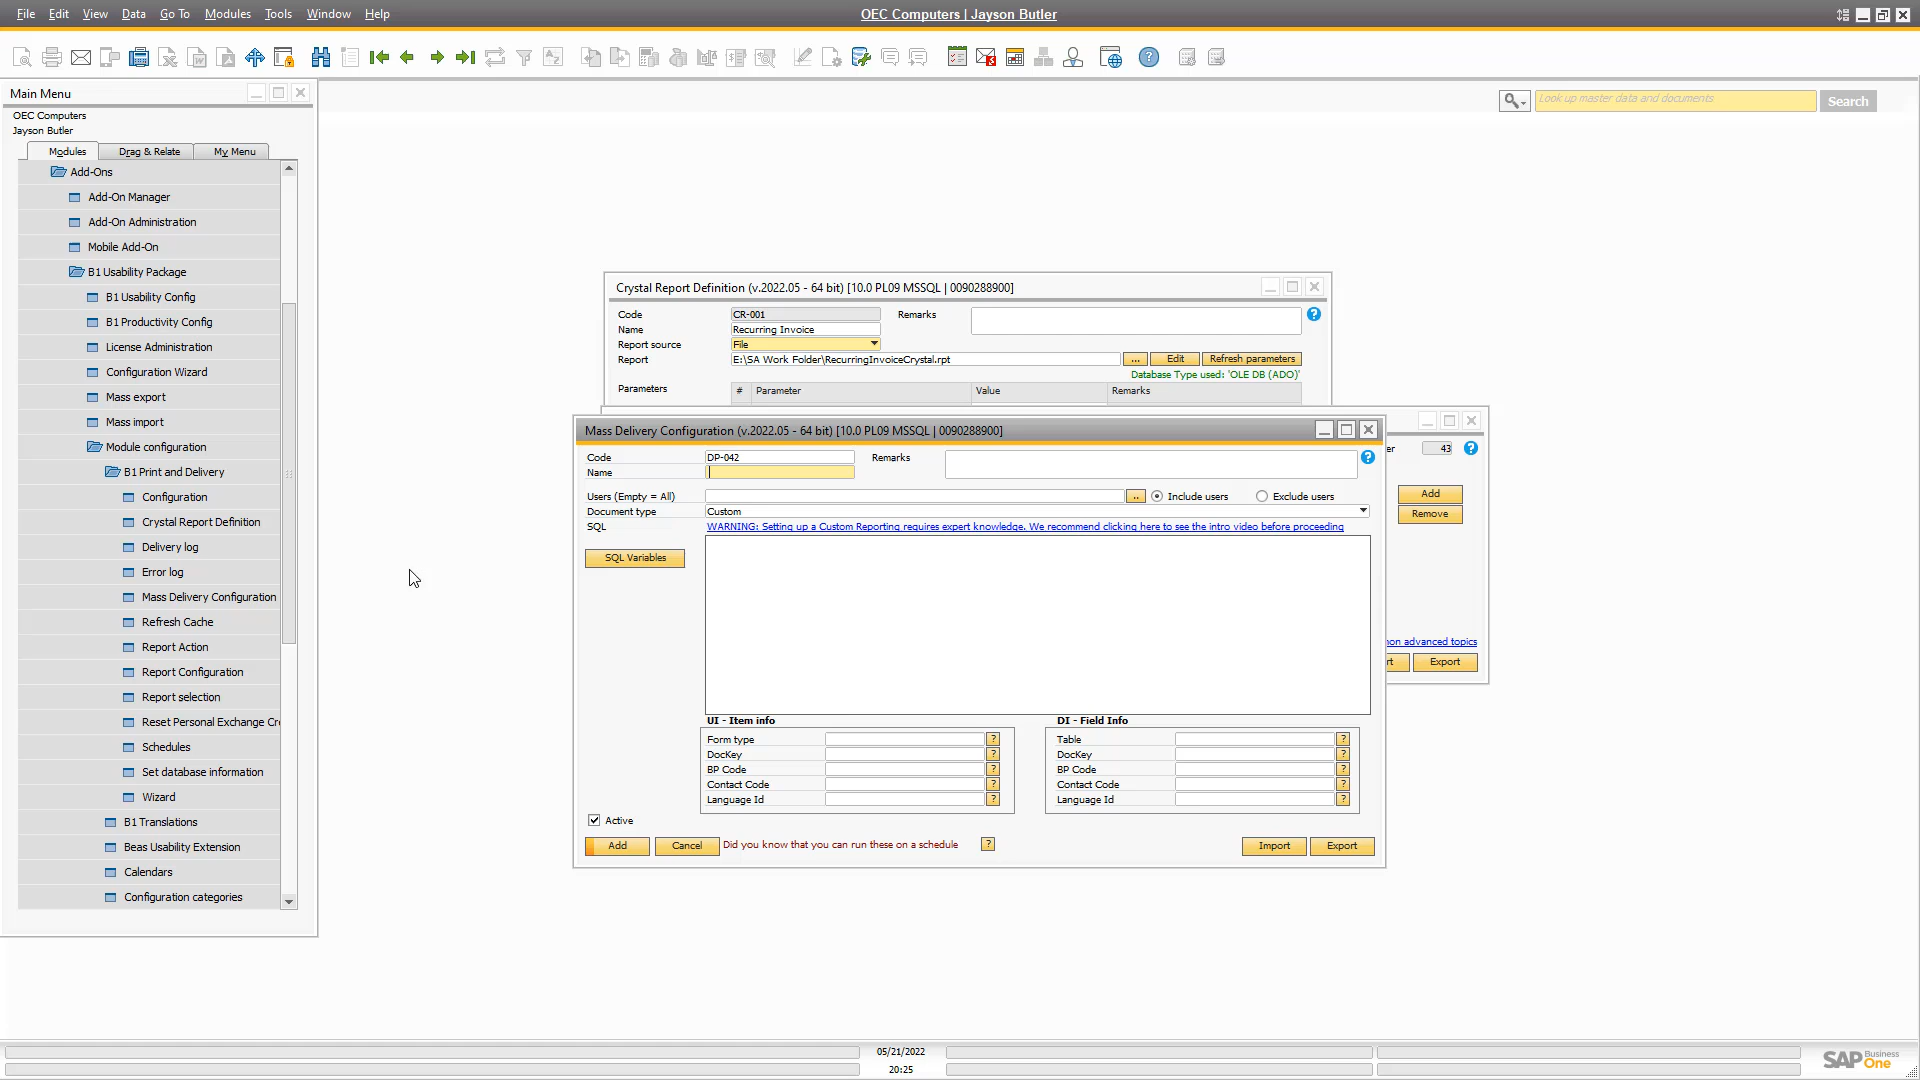 File Edit View Data Go To Modules Tools Window Help
OEC Computers | Jayson Butler
Main Menu
OEC Computers
Jayson Butler
Modules Drag & Relate My Menu
Look up master data and documents Search
Add-Ons
Add-On Manager
Add-On Administration
Mobile Add-On
B1 Usability Package
B1 Usability Config
B1 Productivity Config
License Administration
Configuration Wizard
Mass export
Mass import
Module configuration
B1 Print and Delivery
Configuration
Crystal Report Definition
Delivery log
Error log
Mass Delivery Configuration
Refresh Cache
Report Action
Report Configuration
Report selection
Reset Personal Exchange Cr
Schedules
Set database information
Wizard
B1 Translations
Beas Usability Extension
Calendars
Configuration categories
Crystal Report Definition (v.2022.05 - 64 bit) [10.0 PL09 MSSQL | 0090288900]
Code CR-001 Remarks
Name Recurring Invoice
Report source File
Report E:\SA Work Folder\RecurringInvoiceCrystal.rpt ... Edit Refresh parameters
Database Type used: 'OLE DB (ADO)'
Parameters # Parameter Value Remarks
er 43
Add
Remove
on advanced topics
rt Export
Mass Delivery Configuration (v.2022.05 - 64 bit) [10.0 PL09 MSSQL | 0090288900]
Code DP-042 Remarks
Name
Users (Empty = All) .. Include users Exclude users
Document type Custom
SQL WARNING: Setting up a Custom Reporting requires expert knowledge. We recommend clicking here to see the intro video before proceeding
SQL Variables
UI - Item info DI - Field Info
Form type ? Table ?
DocKey ? DocKey ?
BP Code ? BP Code ?
Contact Code ? Contact Code ?
Language Id ? Language Id ?
Active
Add Cancel Did you know that you can run these on a schedule ? Import Export
05/21/2022
20:25
SAP Business One